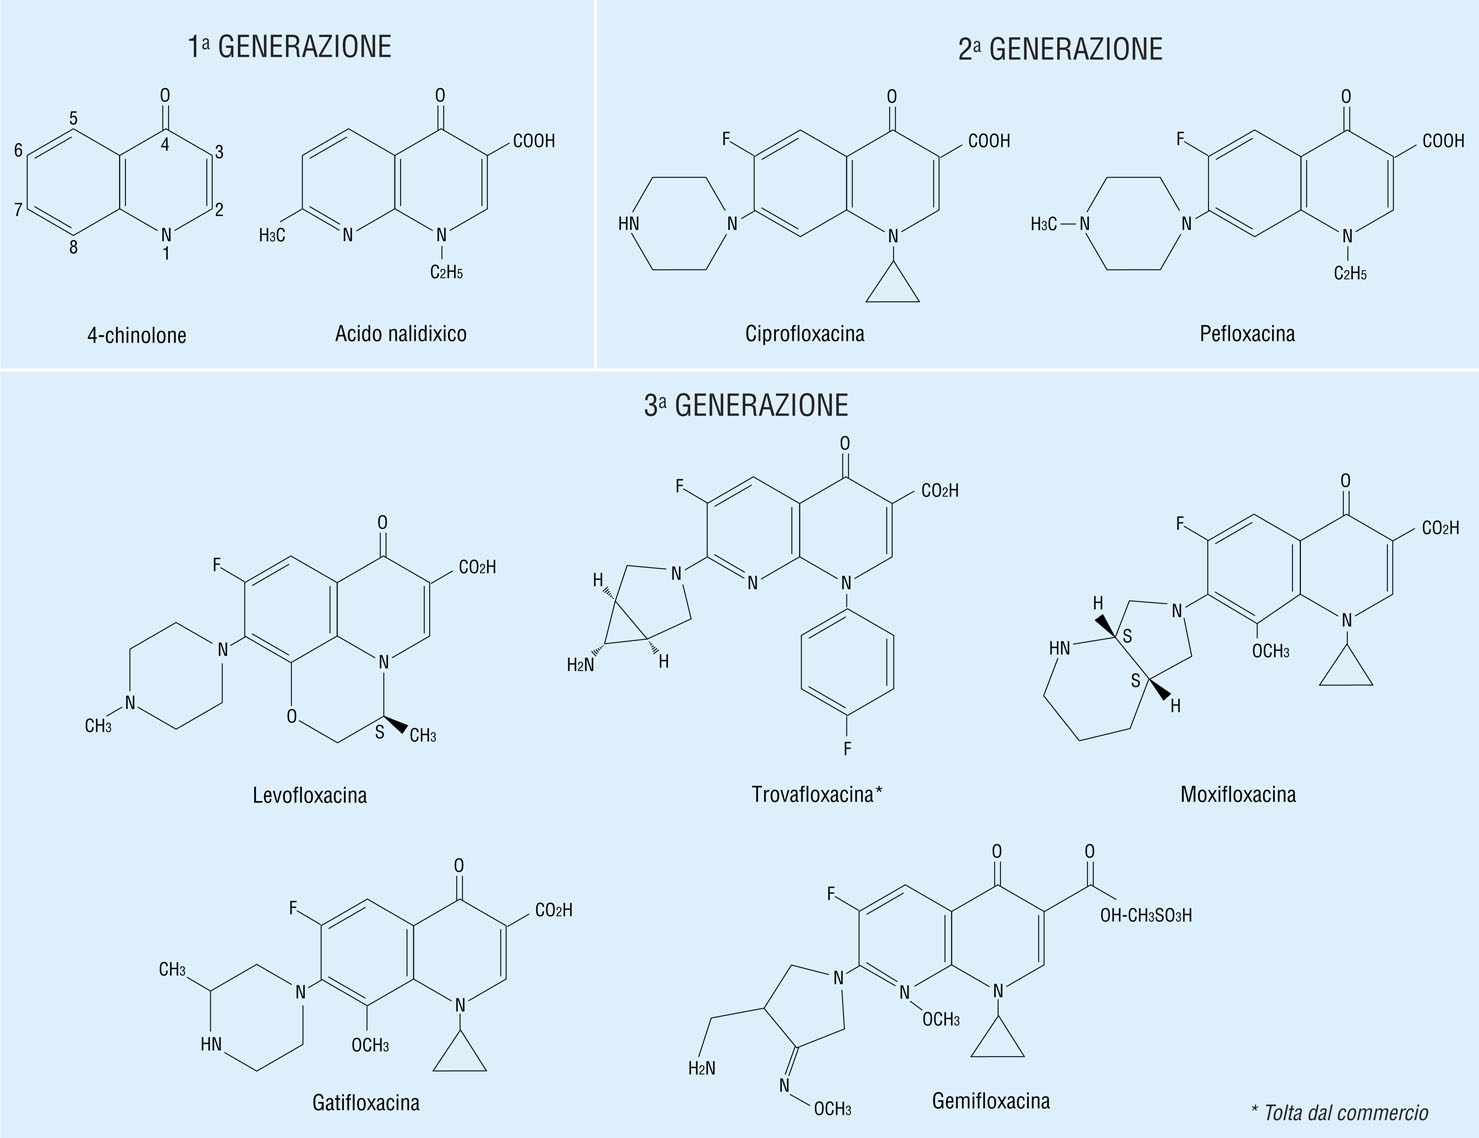 1ª GENERAZIONE
O
5
4
6
3
7
2
8
N
1
4-chinolone
O
COOH
H₃C
N
N
C₂H₅
Acido nalidixico
2ª GENERAZIONE
O
F
COOH
HN
N
N
Ciprofloxacina
O
F
COOH
H₃C
N
N
N
C₂H₅
Pefloxacina
3ª GENERAZIONE
O
F
CO₂H
N
N
N
O
S
CH₃
CH₃
Levofloxacina
O
F
CO₂H
N
H
N
N
H₂N
H
F
Trovafloxacina*
O
F
CO₂H
H
N
N
HN
S
OCH₃
S
H
Moxifloxacina
O
F
CO₂H
CH₃
N
N
HN
OCH₃
Gatifloxacina
O
O
F
OH-CH₃SO₃H
N
N
N
OCH₃
H₂N
N
OCH₃
Gemifloxacina
* Tolta dal commercio